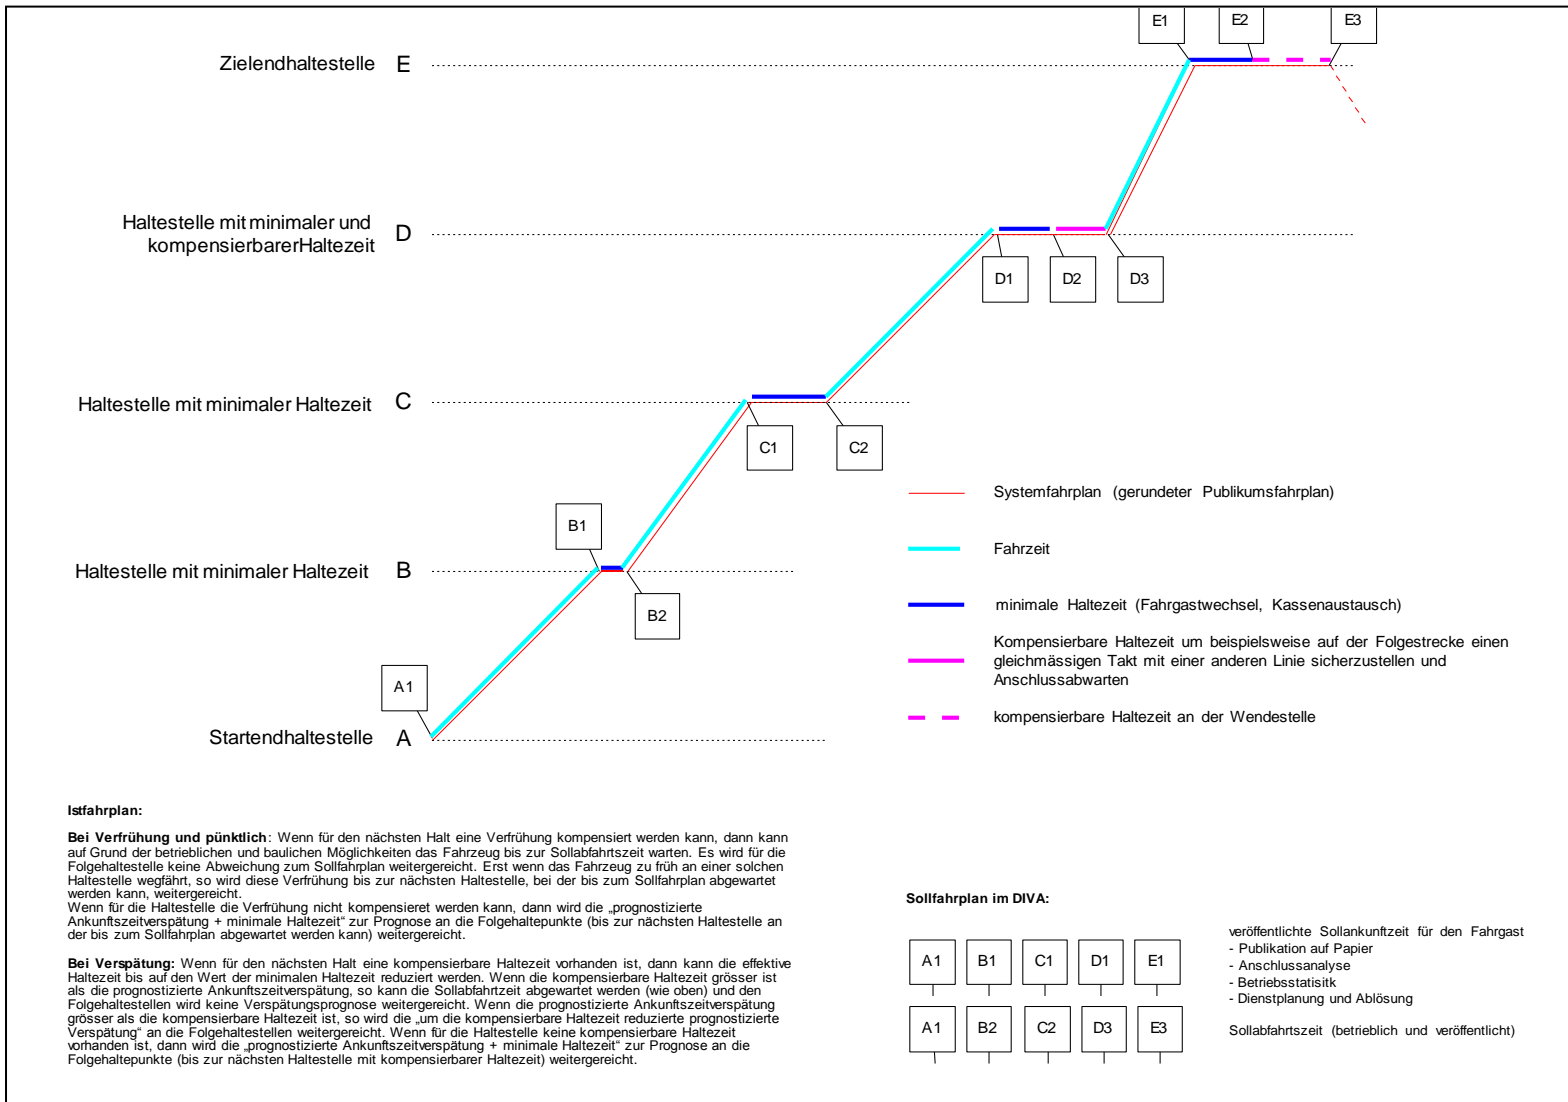 E1 E2 E3
Zielendhaltestelle E
Haltestelle mit minimaler und
kompensierbarerHaltezeit D
D1 D2 D3
Haltestelle mit minimaler Haltezeit C
C1 C2
Systemfahrplan (gerundeter Publikumsfahrplan)
B1
Fahrzeit
Haltestelle mit minimaler Haltezeit B
B2
minimale Haltezeit (Fahrgastwechsel, Kassenaustausch)
Kompensierbare Haltezeit um beispielsweise auf der Folgestrecke einen
gleichmässigen Takt mit einer anderen Linie sicherzustellen und
Anschlussabwarten
A1
kompensierbare Haltezeit an der Wendestelle
Startendhaltestelle A
Istfahrplan:
Bei Verfrühung und pünktlich: Wenn für den nächsten Halt eine Verfrühung kompensiert werden kann, dann kann
auf Grund der betrieblichen und baulichen Möglichkeiten das Fahrzeug bis zur Sollabfahrtszeit warten. Es wird für die
Folgehaltestelle keine Abweichung zum Sollfahrplan weitergereicht. Erst wenn das Fahrzeug zu früh an einer solchen
Haltestelle wegfährt, so wird diese Verfrühung bis zur nächsten Haltestelle, bei der bis zum Sollfahrplan abgewartet
werden kann, weitergereicht.
Wenn für die Haltestelle die Verfrühung nicht kompensieret werden kann, dann wird die „prognostizierte
Ankunftszeitverspätung + minimale Haltezeit“ zur Prognose an die Folgehaltepunkte (bis zur nächsten Haltestelle an
der bis zum Sollfahrplan abgewartet werden kann) weitergereicht.
Bei Verspätung: Wenn für den nächsten Halt eine kompensierbare Haltezeit vorhanden ist, dann kann die effektive
Haltezeit bis auf den Wert der minimalen Haltezeit reduziert werden. Wenn die kompensierbare Haltezeit grösser ist
als die prognostizierte Ankunftszeitverspätung, so kann die Sollabfahrtzeit abgewartet werden (wie oben) und den
Folgehaltestellen wird keine Verspätungsprognose weitergereicht. Wenn die prognostizierte Ankunftszeitverspätung
grösser als die kompensierbare Haltezeit ist, so wird die „um die kompensierbare Haltezeit reduzierte prognostizierte
Verspätung“ an die Folgehaltestellen weitergereicht. Wenn für die Haltestelle keine kompensierbare Haltezeit
vorhanden ist, dann wird die „prognostizierte Ankunftszeitverspätung + minimale Haltezeit“ zur Prognose an die
Folgehaltepunkte (bis zur nächsten Haltestelle mit kompensierbarer Haltezeit) weitergereicht.
Sollfahrplan im DIVA:
A1 B1 C1 D1 E1
veröffentlichte Sollankunftzeit für den Fahrgast
- Publikation auf Papier
- Anschlussanalyse
- Betriebsstatisitk
- Dienstplanung und Ablösung
A1 B2 C2 D3 E3
Sollabfahrtszeit (betrieblich und veröffentlicht)